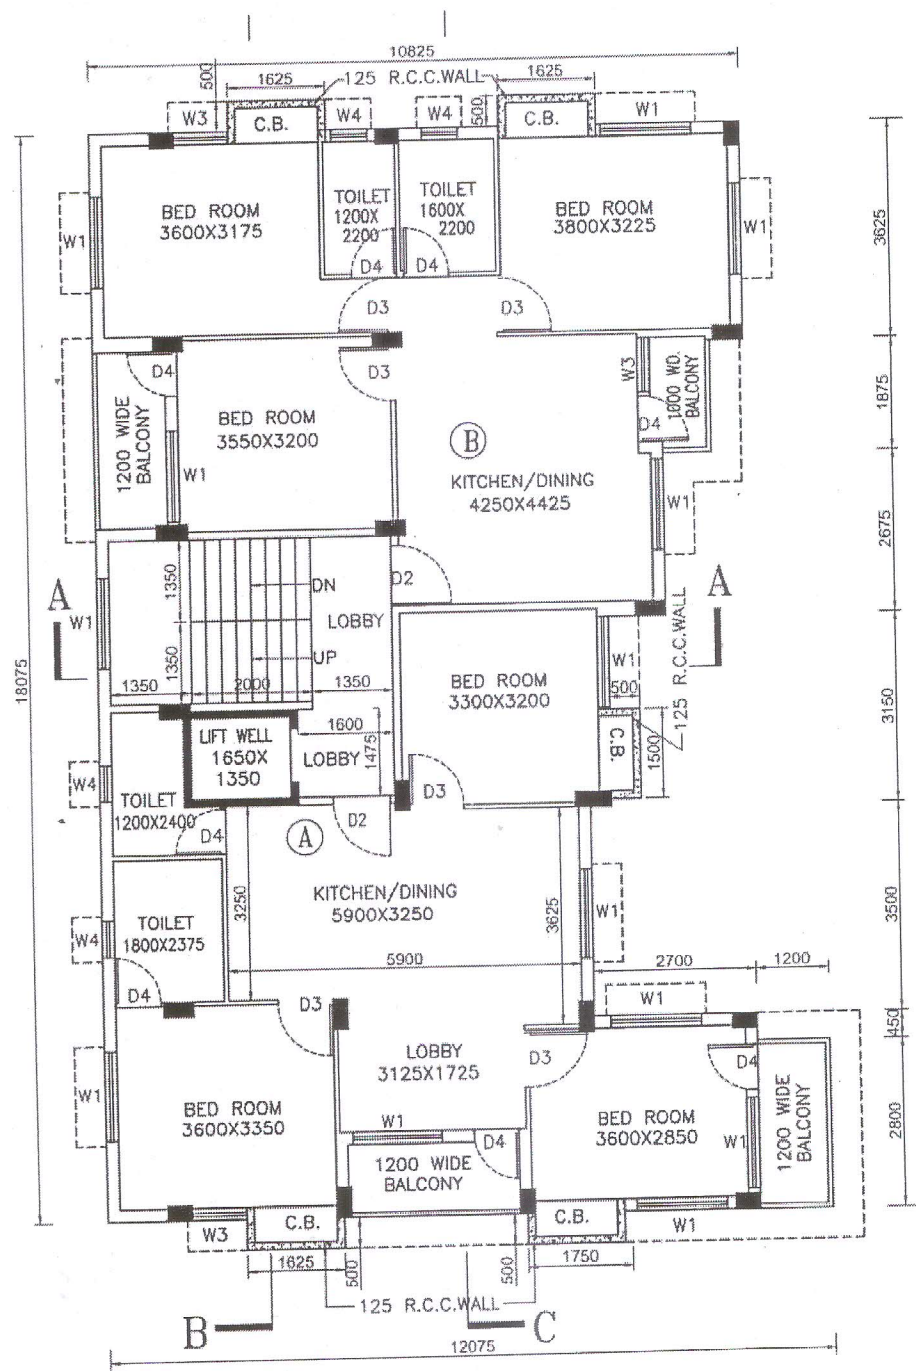 10825
500
1625
125 R.C.C.WALL
1625
W3
C.B.
W4
W4
500
C.B.
W1
BED ROOM
3600X3175
TOILET
1200X
2200
TOILET
1600X
2200
BED ROOM
3800X3225
W1
W1
3625
D4
D4
D3
D3
D4
D3
W3
1000 WD.
BALCONY
D4
1875
1200 WIDE
BALCONY
BED ROOM
3550X3200
B
KITCHEN/DINING
4250X4425
W1
W1
2675
D2
1350
DN
LOBBY
UP
1350
A
W1
A
125 R.C.C.WALL
18075
1350
2000
1350
BED ROOM
3300X3200
W1
500
3150
LIFT WELL
1650X
1350
1600
LOBBY
1475
C.B.
1500
W4
TOILET
1200X2400
D4
A
D2
D3
KITCHEN/DINING
5900X3250
3250
3625
W1
3500
TOILET
1800X2375
W4
5900
2700
1200
D4
D3
W1
450
LOBBY
3125X1725
D3
D4
W1
BED ROOM
3600X3350
W1
D4
BED ROOM
3600X2850
W1
1200 WIDE
BALCONY
2800
1200 WIDE
BALCONY
W3
C.B.
C.B.
W1
1625
500
500
1750
125 R.C.C.WALL
B
C
12075